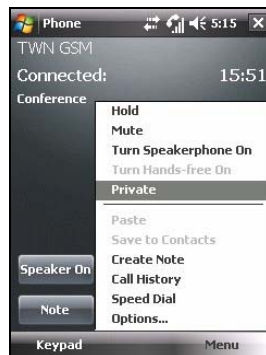 Phone 5:15
TWN GSM
Connected: 15:51
Conference
Hold
Mute
Turn Speakerphone On
Turn Hands-free On
Private
Paste
Save to Contacts
Create Note
Call History
Speed Dial
Options...
Speaker On
Note
Keypad Menu